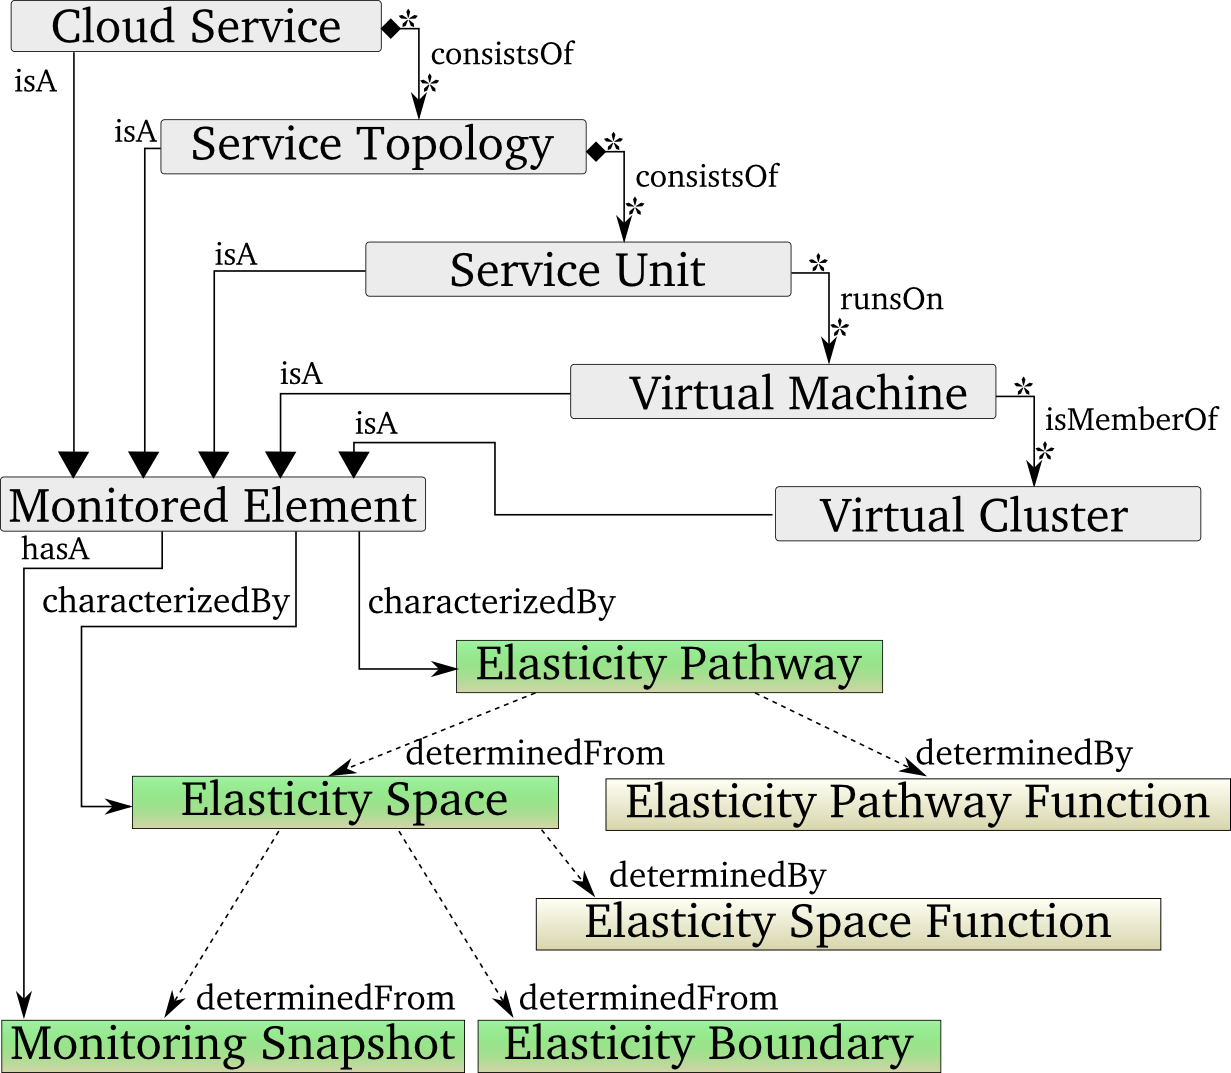 Cloud Service
*
consistsOf
isA
*
isA
Service Topology
*
consistsOf
*
isA
Service Unit
*
runsOn
*
isA
Virtual Machine
*
isA
isMemberOf
*
Monitored Element
Virtual Cluster
hasA
characterizedBy
characterizedBy
Elasticity Pathway
determinedFrom
determinedBy
Elasticity Space
Elasticity Pathway Function
determinedBy
Elasticity Space Function
determinedFrom
determinedFrom
Monitoring Snapshot
Elasticity Boundary